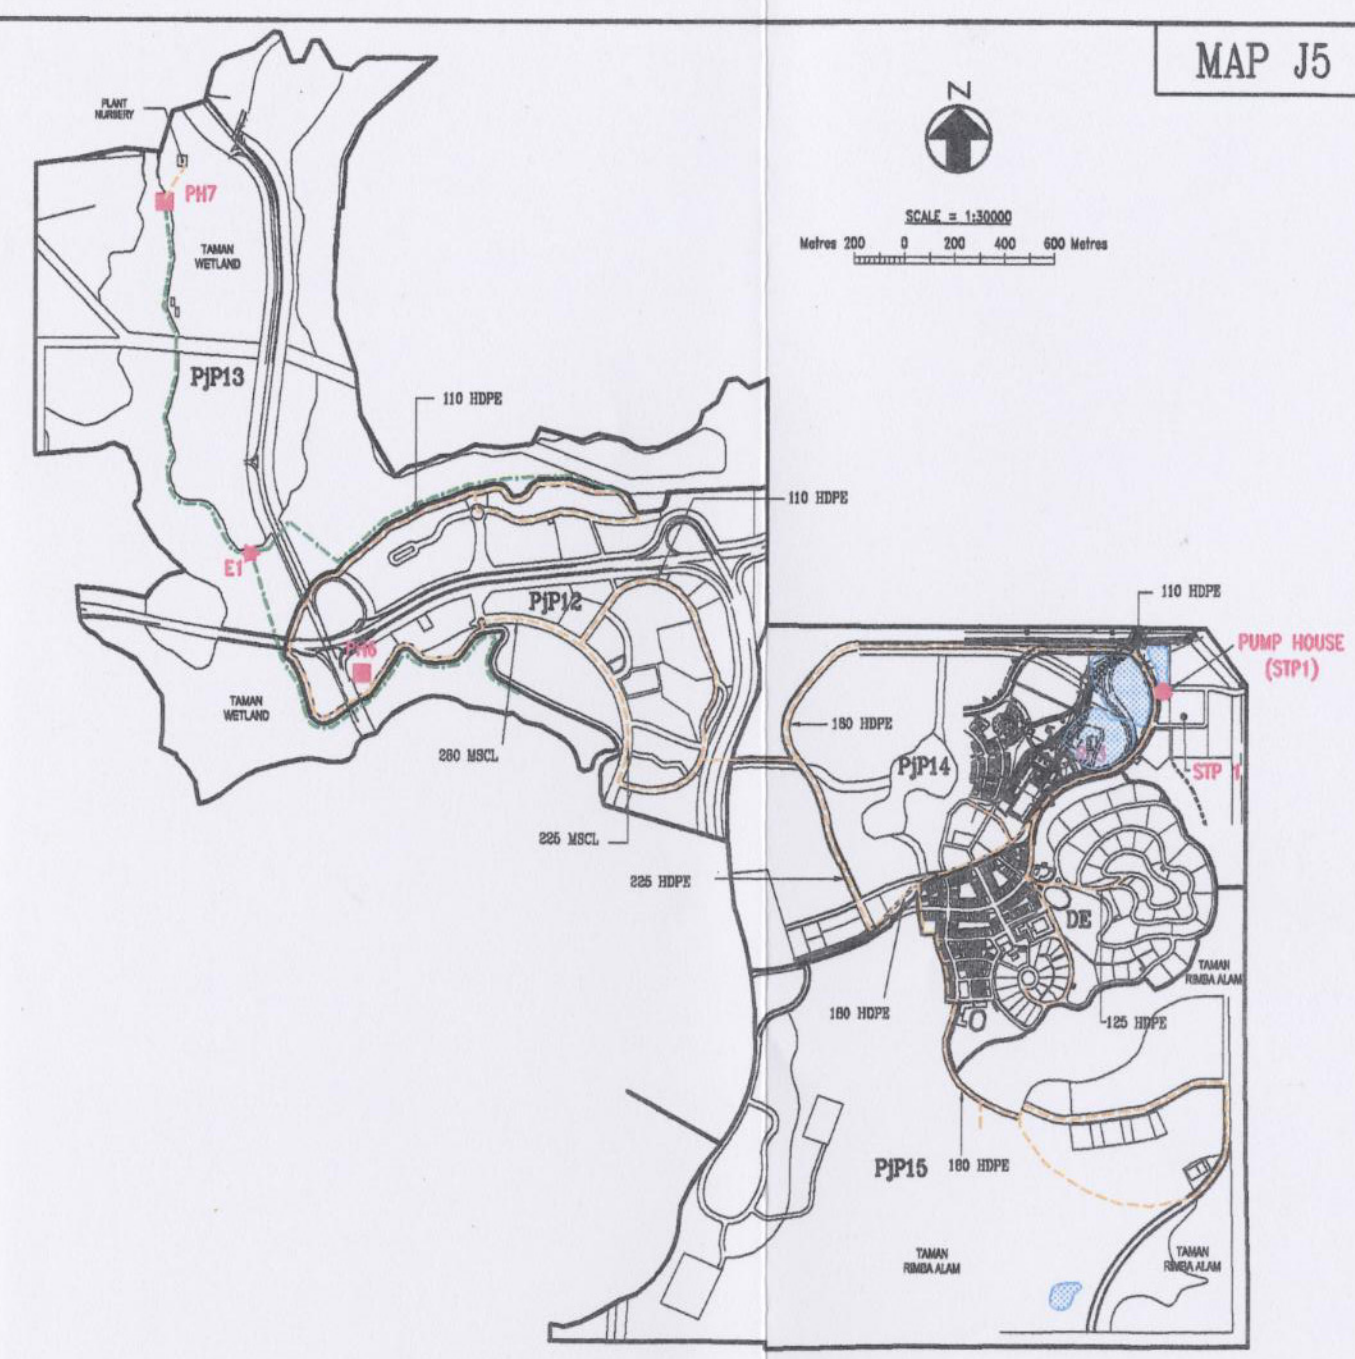 MAP J5
N
SCALE = 1:30000
Metres 200 0 200 400 600 Metres
PLANT
NURSERY
PH7
TAMAN
WETLAND
PjP13
110 HDPE
110 HDPE
E1
PjP12
PH6
TAMAN
WETLAND
250 MSCL
225 MSCL
225 HDPE
110 HDPE
PUMP HOUSE
(STP1)
180 HDPE
PjP14
STP 1
DE
TAMAN
RIMBA ALAM
180 HDPE
125 HDPE
PjP15
180 HDPE
TAMAN
RIMBA ALAM
TAMAN
RIMBA ALAM